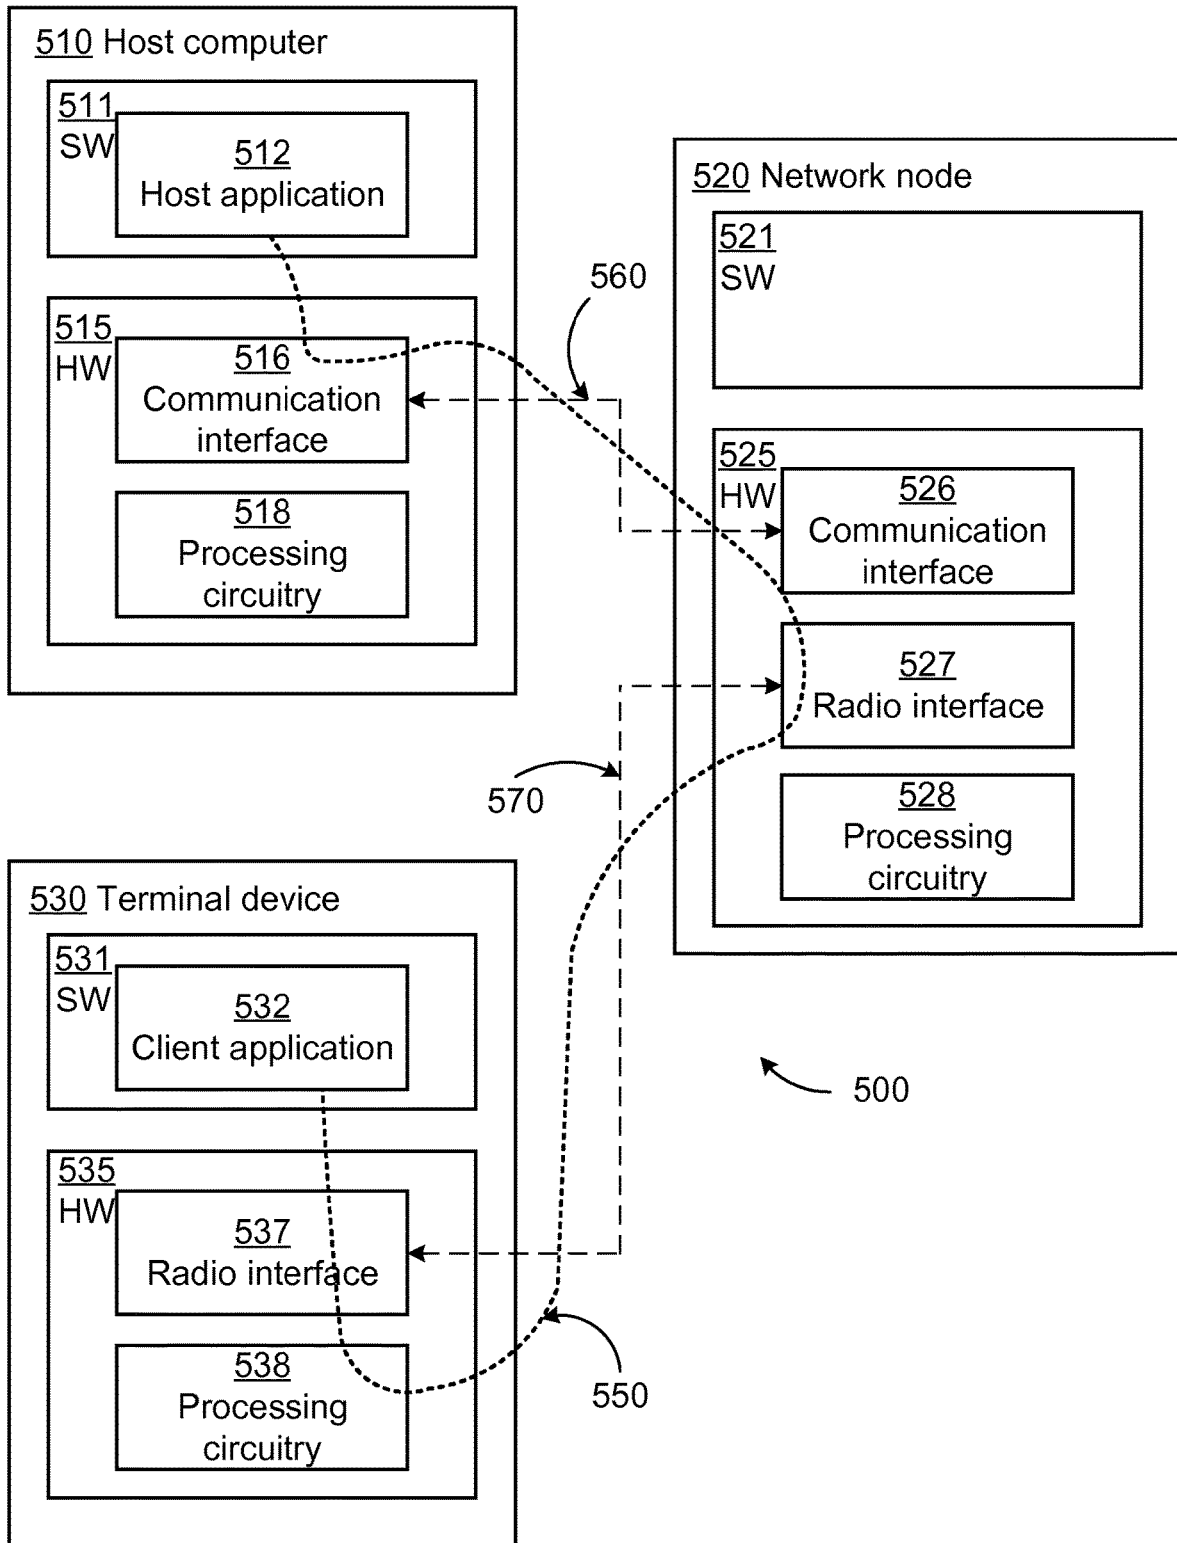 510 Host computer
511
SW
512
Host application
515
HW
516
Communication
interface
518
Processing
circuitry
560
520 Network node
521
SW
525
HW
526
Communication
interface
527
Radio interface
528
Processing
circuitry
570
530 Terminal device
531
SW
532
Client application
535
HW
537
Radio interface
538
Processing
circuitry
550
500